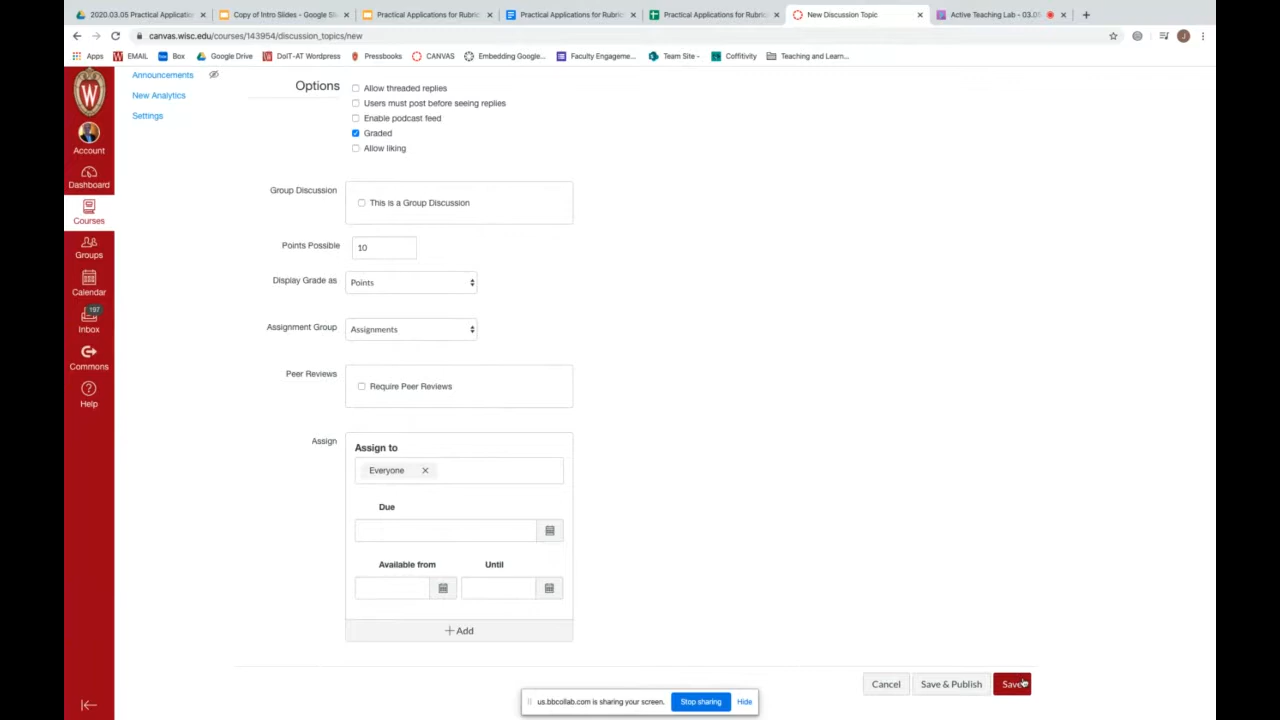 2020.03.05 Practical Application
Copy of Intro Slides - Google Sl
Practical Applications for Rubric
Practical Applications for Rubric
Practical Applications for Rubric
New Discussion Topic
Active Teaching Lab - 03.05
canvas.wisc.edu/courses/143954/discussion_topics/new
Apps
EMAIL
Box
Google Drive
DoIT-AT Wordpress
Pressbooks
CANVAS
Embedding Google...
Faculty Engageme...
Team Site -
Coffitivity
Teaching and Learn...
W
Account
Dashboard
Courses
Groups
Calendar
197
Inbox
Commons
Help
Announcements
New Analytics
Settings
Options
Allow threaded replies
Users must post before seeing replies
Enable podcast feed
Graded
Allow liking
Group Discussion
This is a Group Discussion
Points Possible
10
Display Grade as
Points
Assignment Group
Assignments
Peer Reviews
Require Peer Reviews
Assign
Assign to
Everyone
Due
Available from
Until
+ Add
Cancel
Save & Publish
Save
us.bbcollab.com is sharing your screen.
Stop sharing
Hide